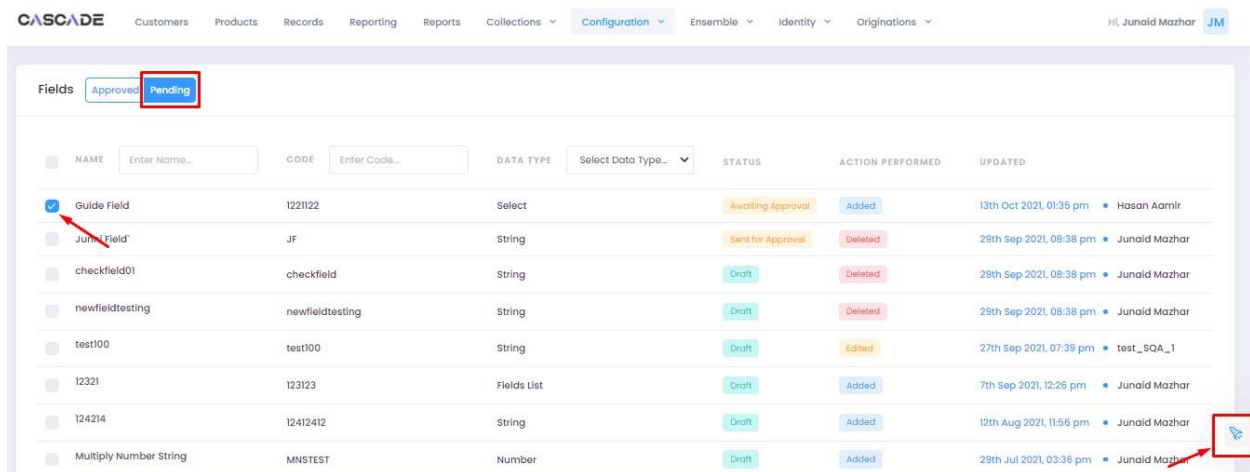 CASCADE Customers Products Records Reporting Reports Collections Configuration Ensemble Identity Originations Hi, Junaid Mazhar JM
Fields Approved Pending
NAME Enter Name... CODE Enter Code... DATA TYPE Select Data Type... STATUS ACTION PERFORMED UPDATED
Guide Field 1221122 Select Awaiting Approval Added 13th Oct 2021, 01:35 pm • Hasan Aamir
Junni Field` JF String Sent for Approval Deleted 29th Sep 2021, 08:38 pm • Junaid Mazhar
checkfield01 checkfield String Draft Deleted 29th Sep 2021, 08:38 pm • Junaid Mazhar
newfieldtesting newfieldtesting String Draft Deleted 29th Sep 2021, 08:38 pm • Junaid Mazhar
test100 test100 String Draft Edited 27th Sep 2021, 07:39 pm • test_SQA_1
12321 123123 Fields List Draft Added 7th Sep 2021, 12:26 pm • Junaid Mazhar
124214 12412412 String Draft Added 12th Aug 2021, 11:56 pm • Junaid Mazhar
Multiply Number String MNSTEST Number Draft Added 29th Jul 2021, 03:36 pm • Junaid Mazhar